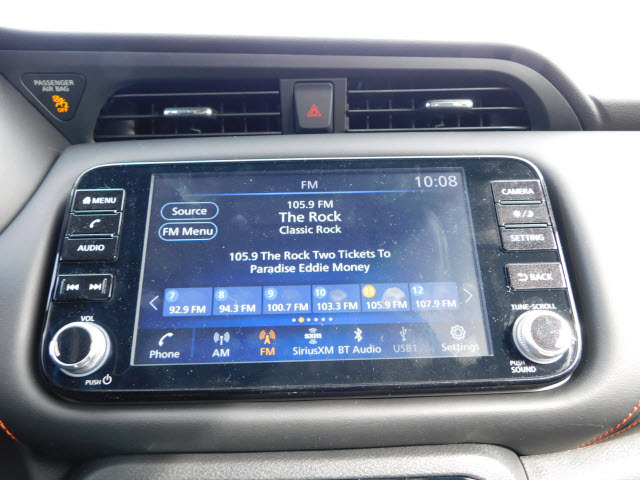 PASSENGER
AIR BAG
OFF
FM
10:08
MENU
AUDIO
VOL
PUSH
Source
FM Menu
105.9 FM
The Rock
Classic Rock
105.9 The Rock Two Tickets To
Paradise Eddie Money
7 8 9 10 11 12
92.9 FM 94.3 FM 100.7 FM 103.3 FM 105.9 FM 107.9 FM
Phone AM FM SiriusXM BT Audio USB1 Settings
SXM
CAMERA
SETTING
BACK
TUNE-SCROLL
PUSH
SOUND